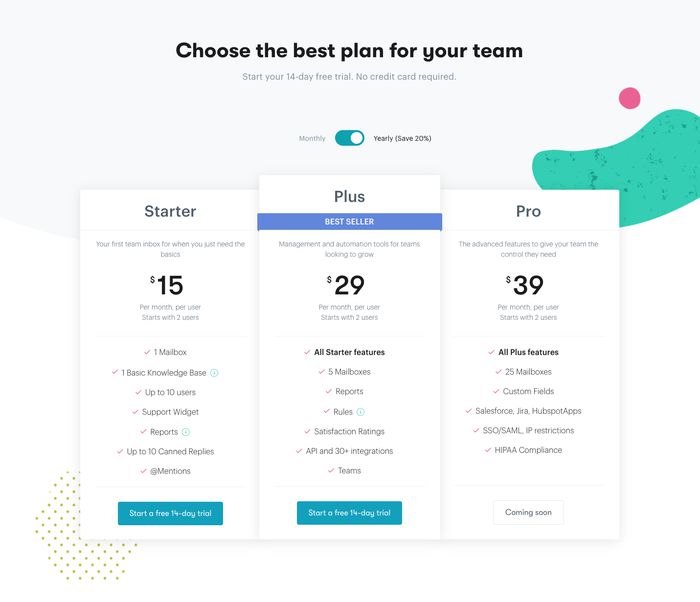 Choose the best plan for your team
Start your 14-day free trial. No credit card required.
Monthly
Yearly (Save 20%)
Starter
Your first team inbox for when you just need the
basics
$15
Per month, per user
Starts with 2 users
1 Mailbox
1 Basic Knowledge Base
Up to 10 users
Support Widget
Reports
Up to 10 Canned Replies
@Mentions
Start a free 14-day trial
Plus
BEST SELLER
Management and automation tools for teams
looking to grow
$29
Per month, per user
Starts with 2 users
All Starter features
5 Mailboxes
Reports
Rules
Satisfaction Ratings
API and 30+ integrations
Teams
Start a free 14-day trial
Pro
The advanced features to give your team the
control they need
$39
Per month, per user
Starts with 2 users
All Plus features
25 Mailboxes
Custom Fields
Salesforce, Jira, HubspotApps
SSO/SAML, IP restrictions
HIPAA Compliance
Coming soon